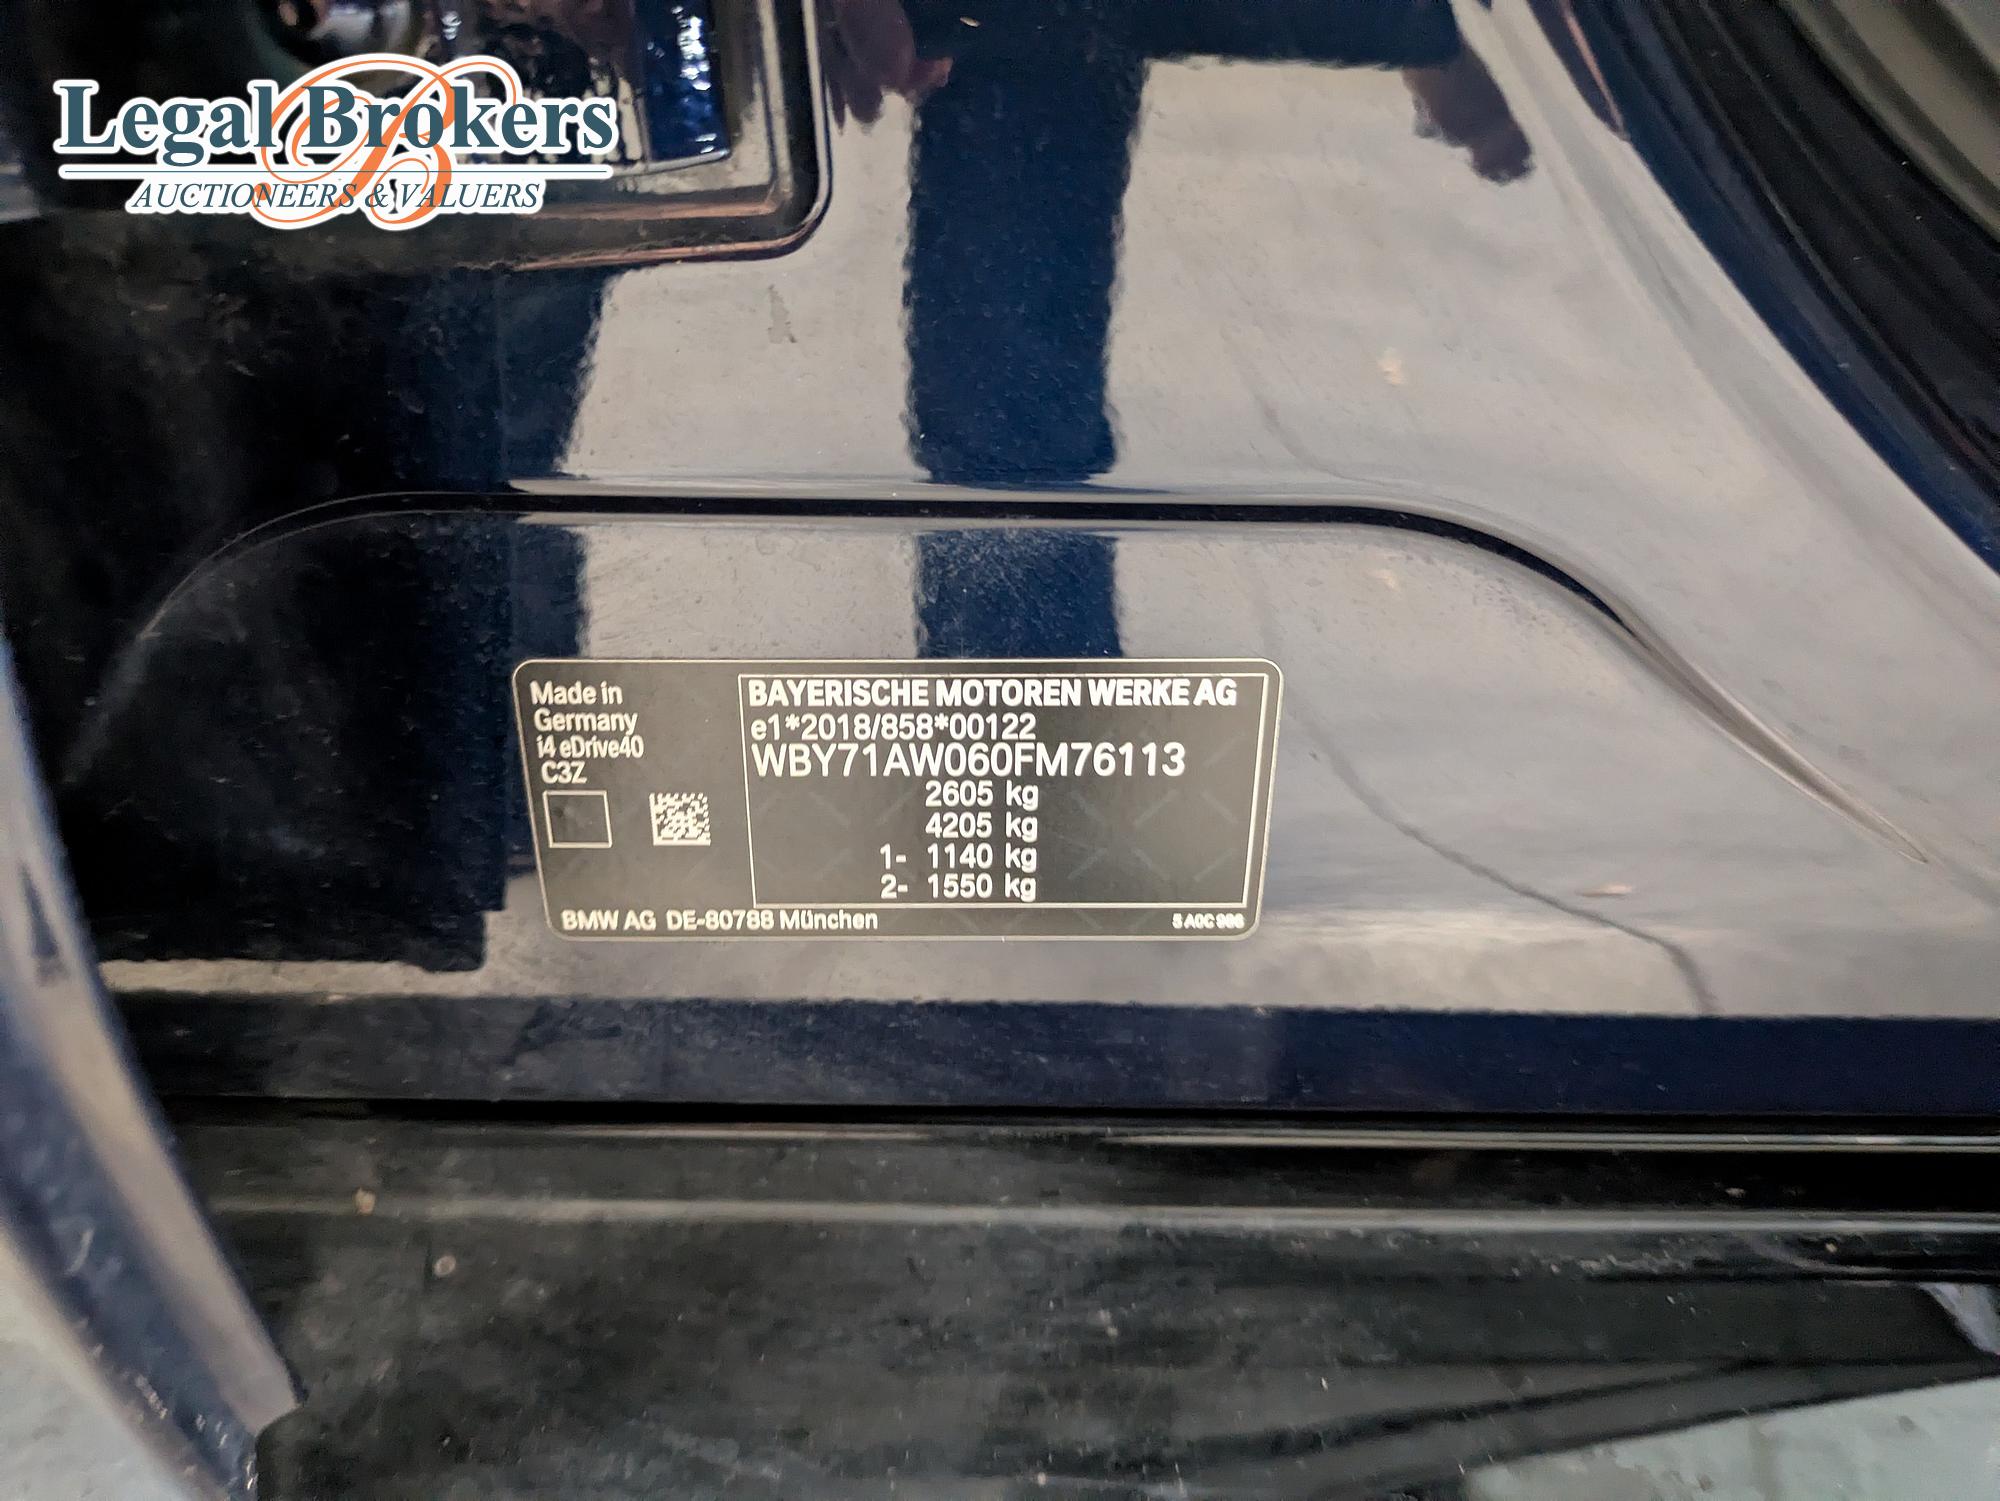 Legal Brokers
AUCTIONEERS & VALUERS
Made in
Germany
i4 eDrive40
C3Z
BAYERISCHE MOTOREN WERKE AG
e1*2018/858*00122
WBY71AW060FM76113
2605 kg
4205 kg
1- 1140 kg
2- 1550 kg
BMW AG DE-80788 München